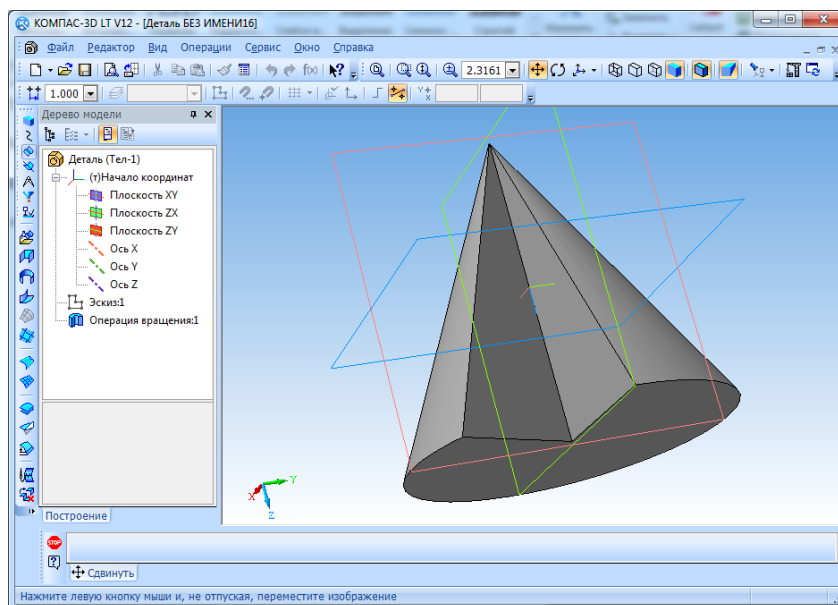 КОМПАС-3D LT V12 - [Деталь БЕЗ ИМЕНИ16]
Файл Редактор Вид Операции Сервис Окно Справка
f(x) 2.3161
1.000
Дерево модели
Деталь (Тел-1)
(т)Начало координат
Плоскость XY
Плоскость ZX
Плоскость ZY
Ось X
Ось Y
Ось Z
Эскиз:1
Операция вращения:1
Y
X
Z
Построение
STOP
Сдвинуть
Нажмите левую кнопку мыши и, не отпуская, переместите изображение